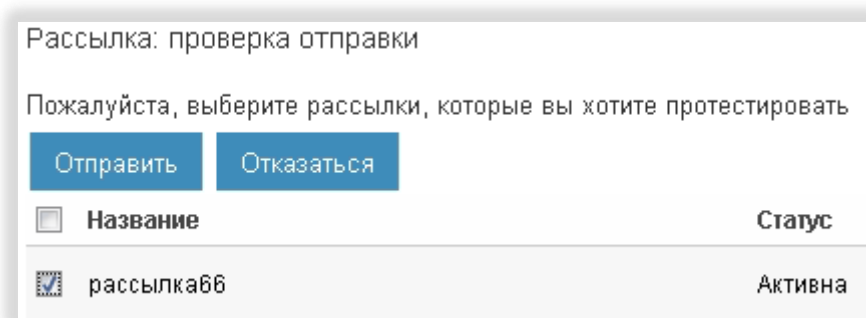 Рассылка: проверка отправки
Пожалуйста, выберите рассылки, которые вы хотите протестировать
Отправить Отказаться
Название Статус
рассылка66 Активна